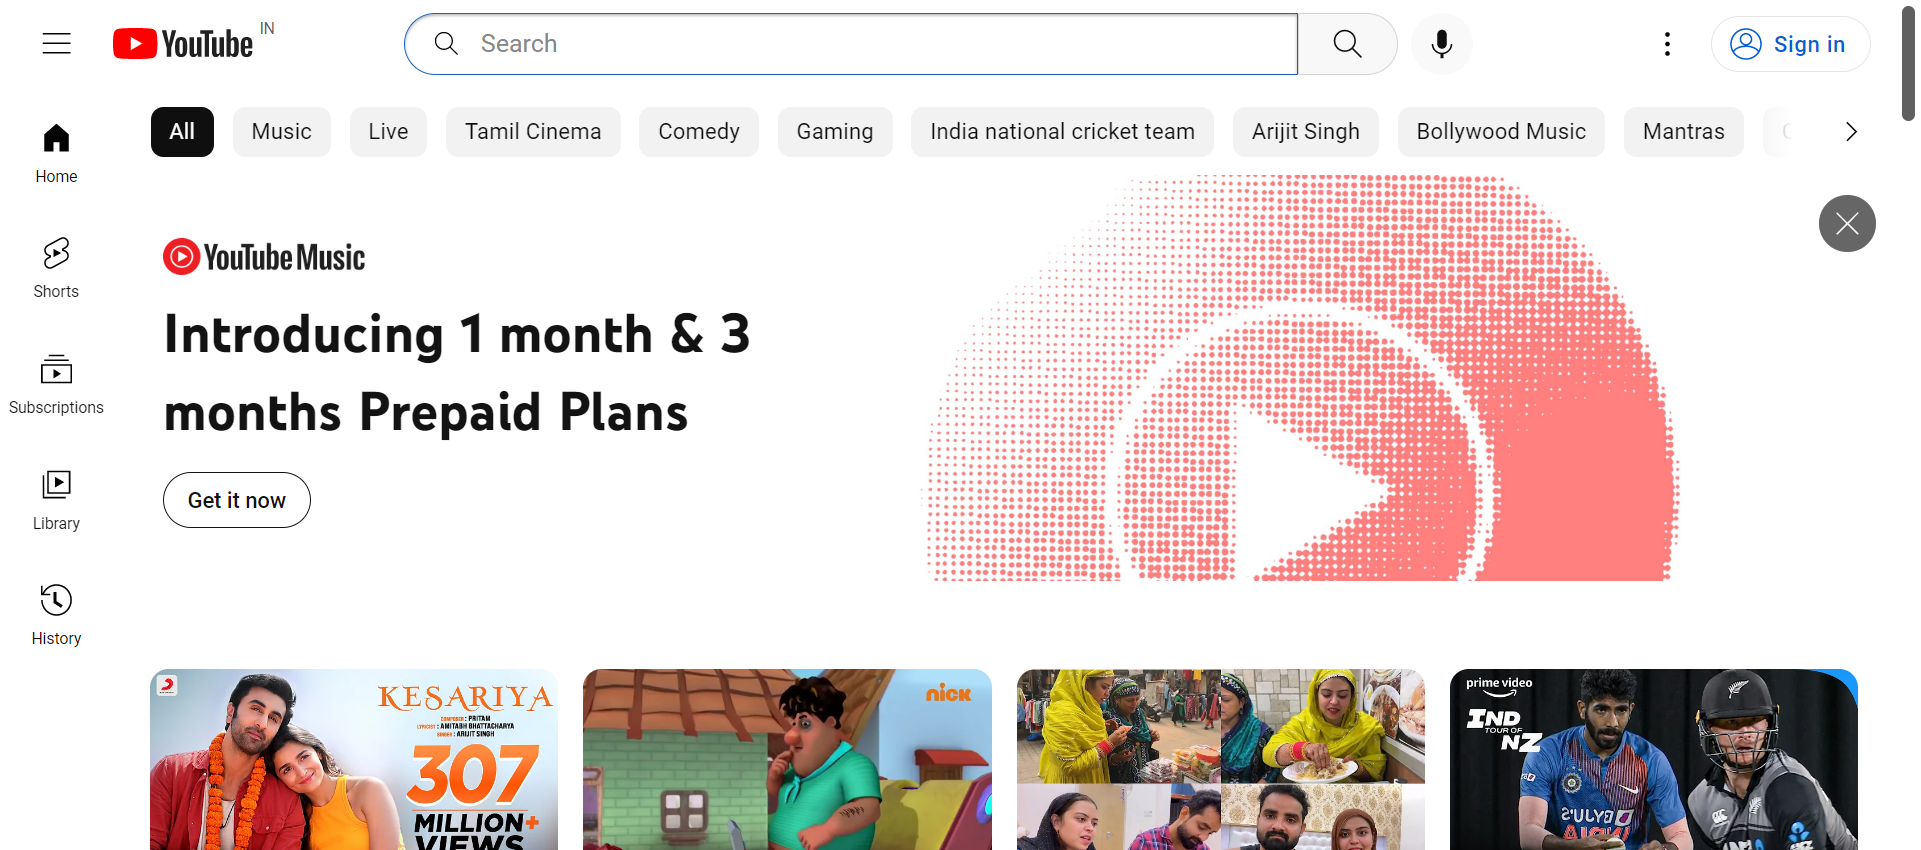 YouTube IN
Search
Sign in
All Music Live Tamil Cinema Comedy Gaming India national cricket team Arijit Singh Bollywood Music Mantras
Home
Shorts
Subscriptions
Library
History
YouTube Music
Introducing 1 month & 3
months Prepaid Plans
Get it now
KESARIYA
COMPOSER : PRITAM
LYRICIST : AMITABH BHATTACHARYA
SINGER : ARIJIT SINGH
307
MILLION+
VIEWS
nick
prime video
IND
TOUR OF
NZ
BYJU'S
INDIA